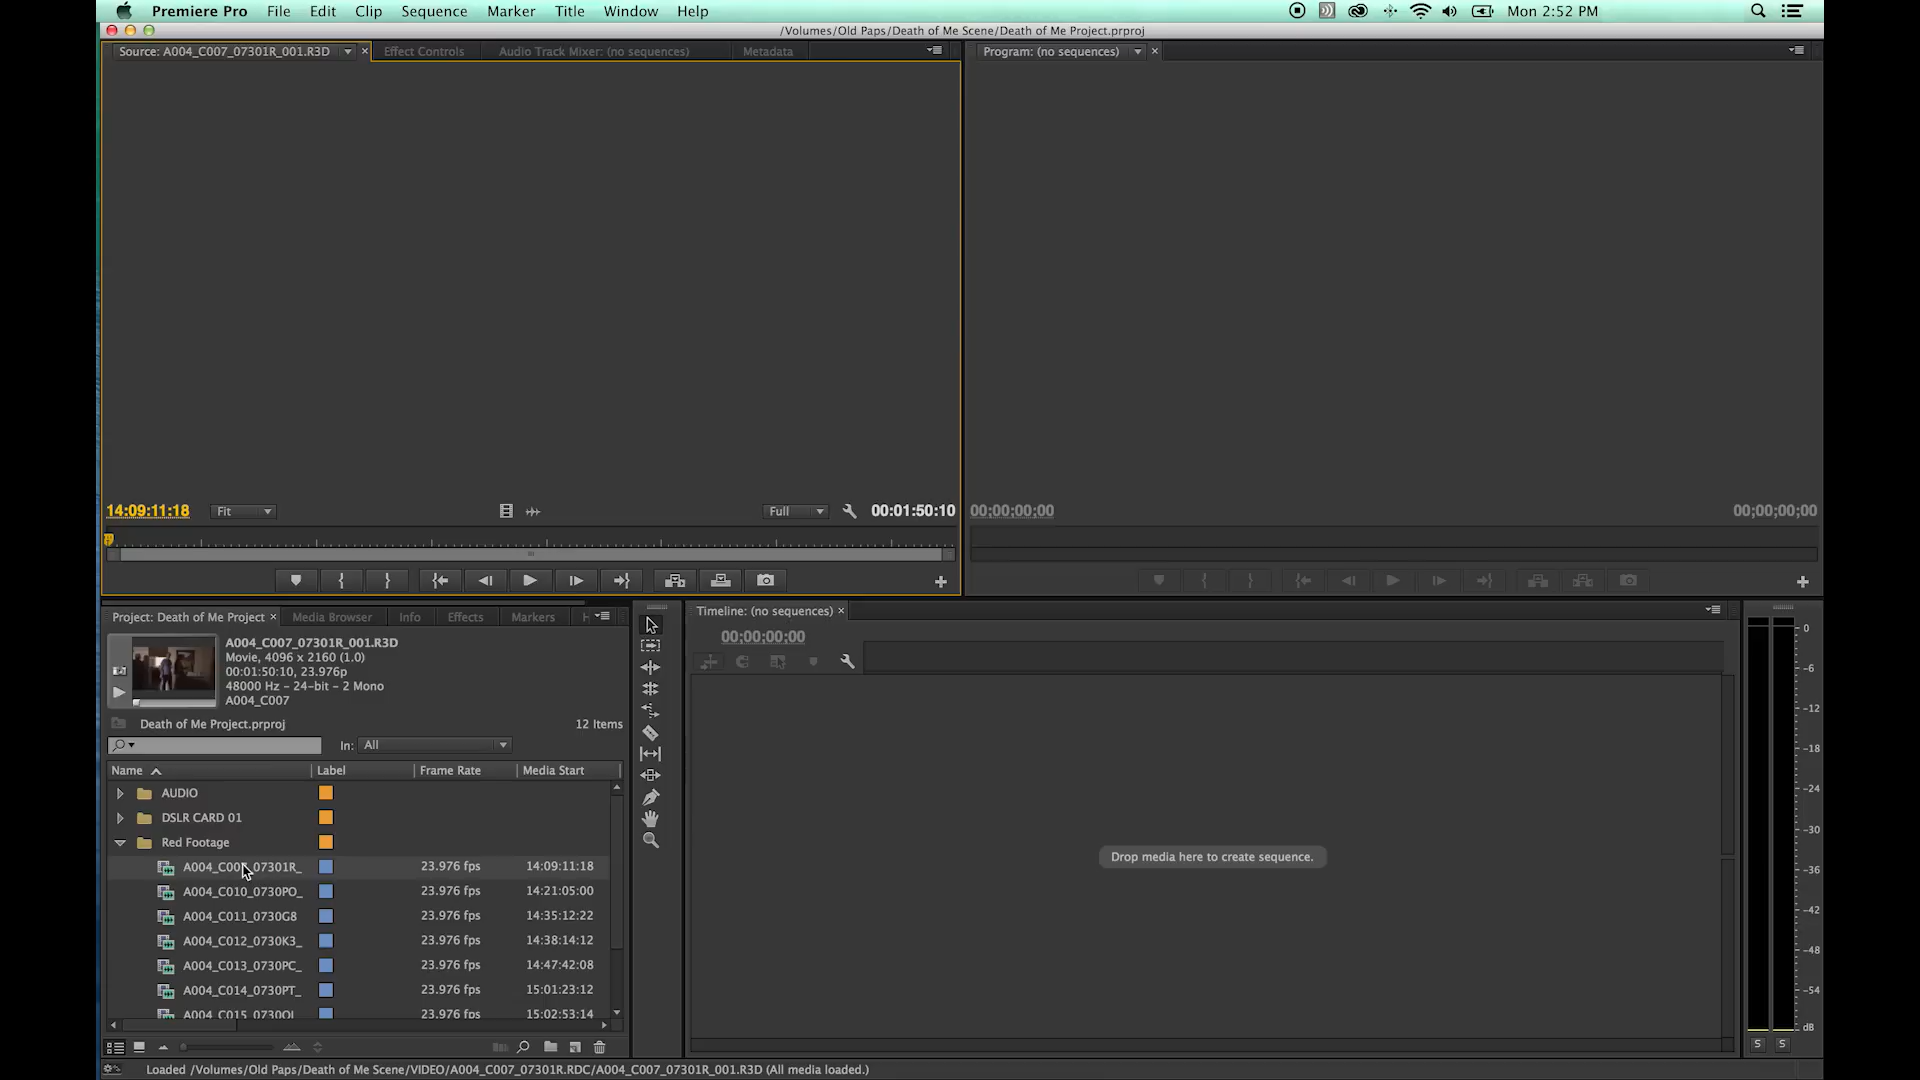 Premiere Pro File Edit Clip Sequence Marker Title Window Help Mon 2:52 PM
/Volumes/Old Paps/Death of Me Scene/Death of Me Project.prproj
Source: A004_C007_07301R_001.R3D Effect Controls Audio Track Mixer: (no sequences) Metadata
Program: (no sequences)
14:09:11:18 Fit Full 00:01:50:10
00;00;00;00 00;00;00;00
Project: Death of Me Project Media Browser Info Effects Markers
A004_C007_07301R_001.R3D
Movie, 4096 x 2160 (1.0)
00:01:50:10, 23.976p
48000 Hz - 24-bit - 2 Mono
A004_C007
Death of Me Project.prproj 12 Items
In: All
Name Label Frame Rate Media Start
AUDIO
DSLR CARD 01
Red Footage
A004_C007_07301R_ 23.976 fps 14:09:11:18
A004_C010_0730PO_ 23.976 fps 14:21:05:00
A004_C011_0730G8 23.976 fps 14:35:12:22
A004_C012_0730K3_ 23.976 fps 14:38:14:12
A004_C013_0730PC_ 23.976 fps 14:47:42:08
A004_C014_0730PT_ 23.976 fps 15:01:23:12
23.976 fps 15:02:53:14
Timeline: (no sequences)
00;00;00;00
Drop media here to create sequence.
0
-6
-12
-18
-24
-30
-36
-42
-48
-54
dB
S S
Loaded /Volumes/Old Paps/Death of Me Scene/VIDEO/A004_C007_07301R.RDC/A004_C007_07301R_001.R3D (All media loaded.)